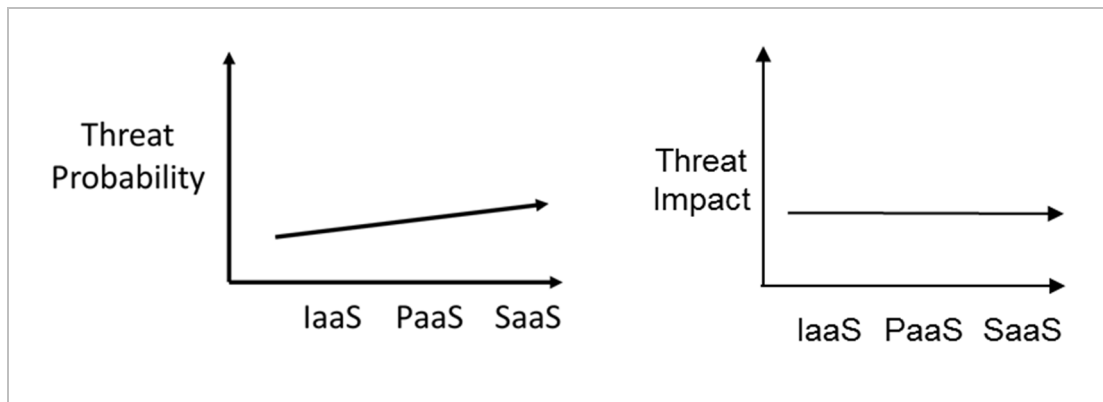 Threat
Probability
IaaS PaaS SaaS
Threat
Impact
IaaS PaaS SaaS